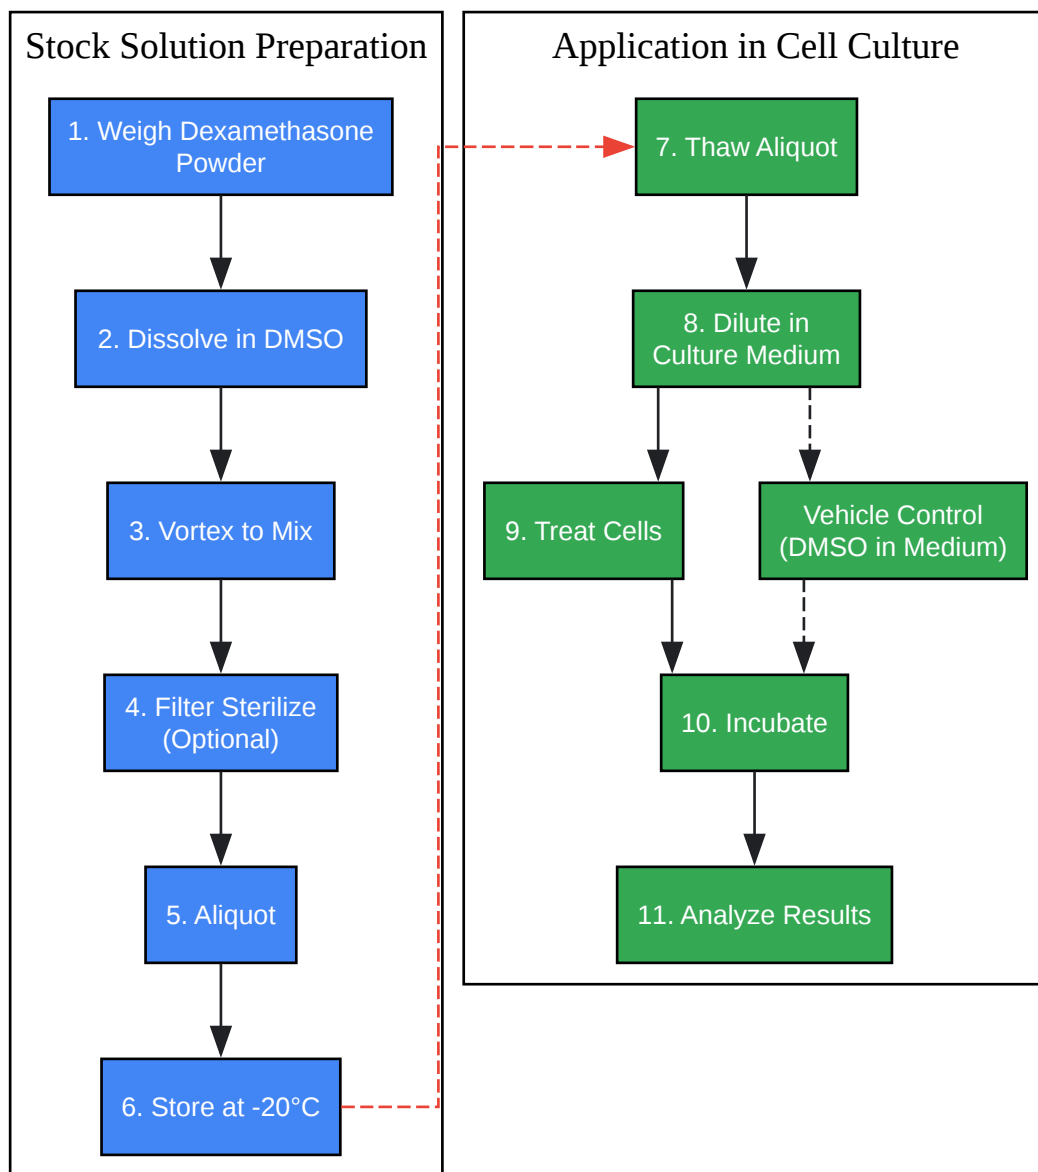 Stock Solution Preparation
1. Weigh Dexamethasone
Powder
2. Dissolve in DMSO
3. Vortex to Mix
4. Filter Sterilize
(Optional)
5. Aliquot
6. Store at -20°C
Application in Cell Culture
7. Thaw Aliquot
8. Dilute in
Culture Medium
9. Treat Cells
Vehicle Control
(DMSO in Medium)
10. Incubate
11. Analyze Results